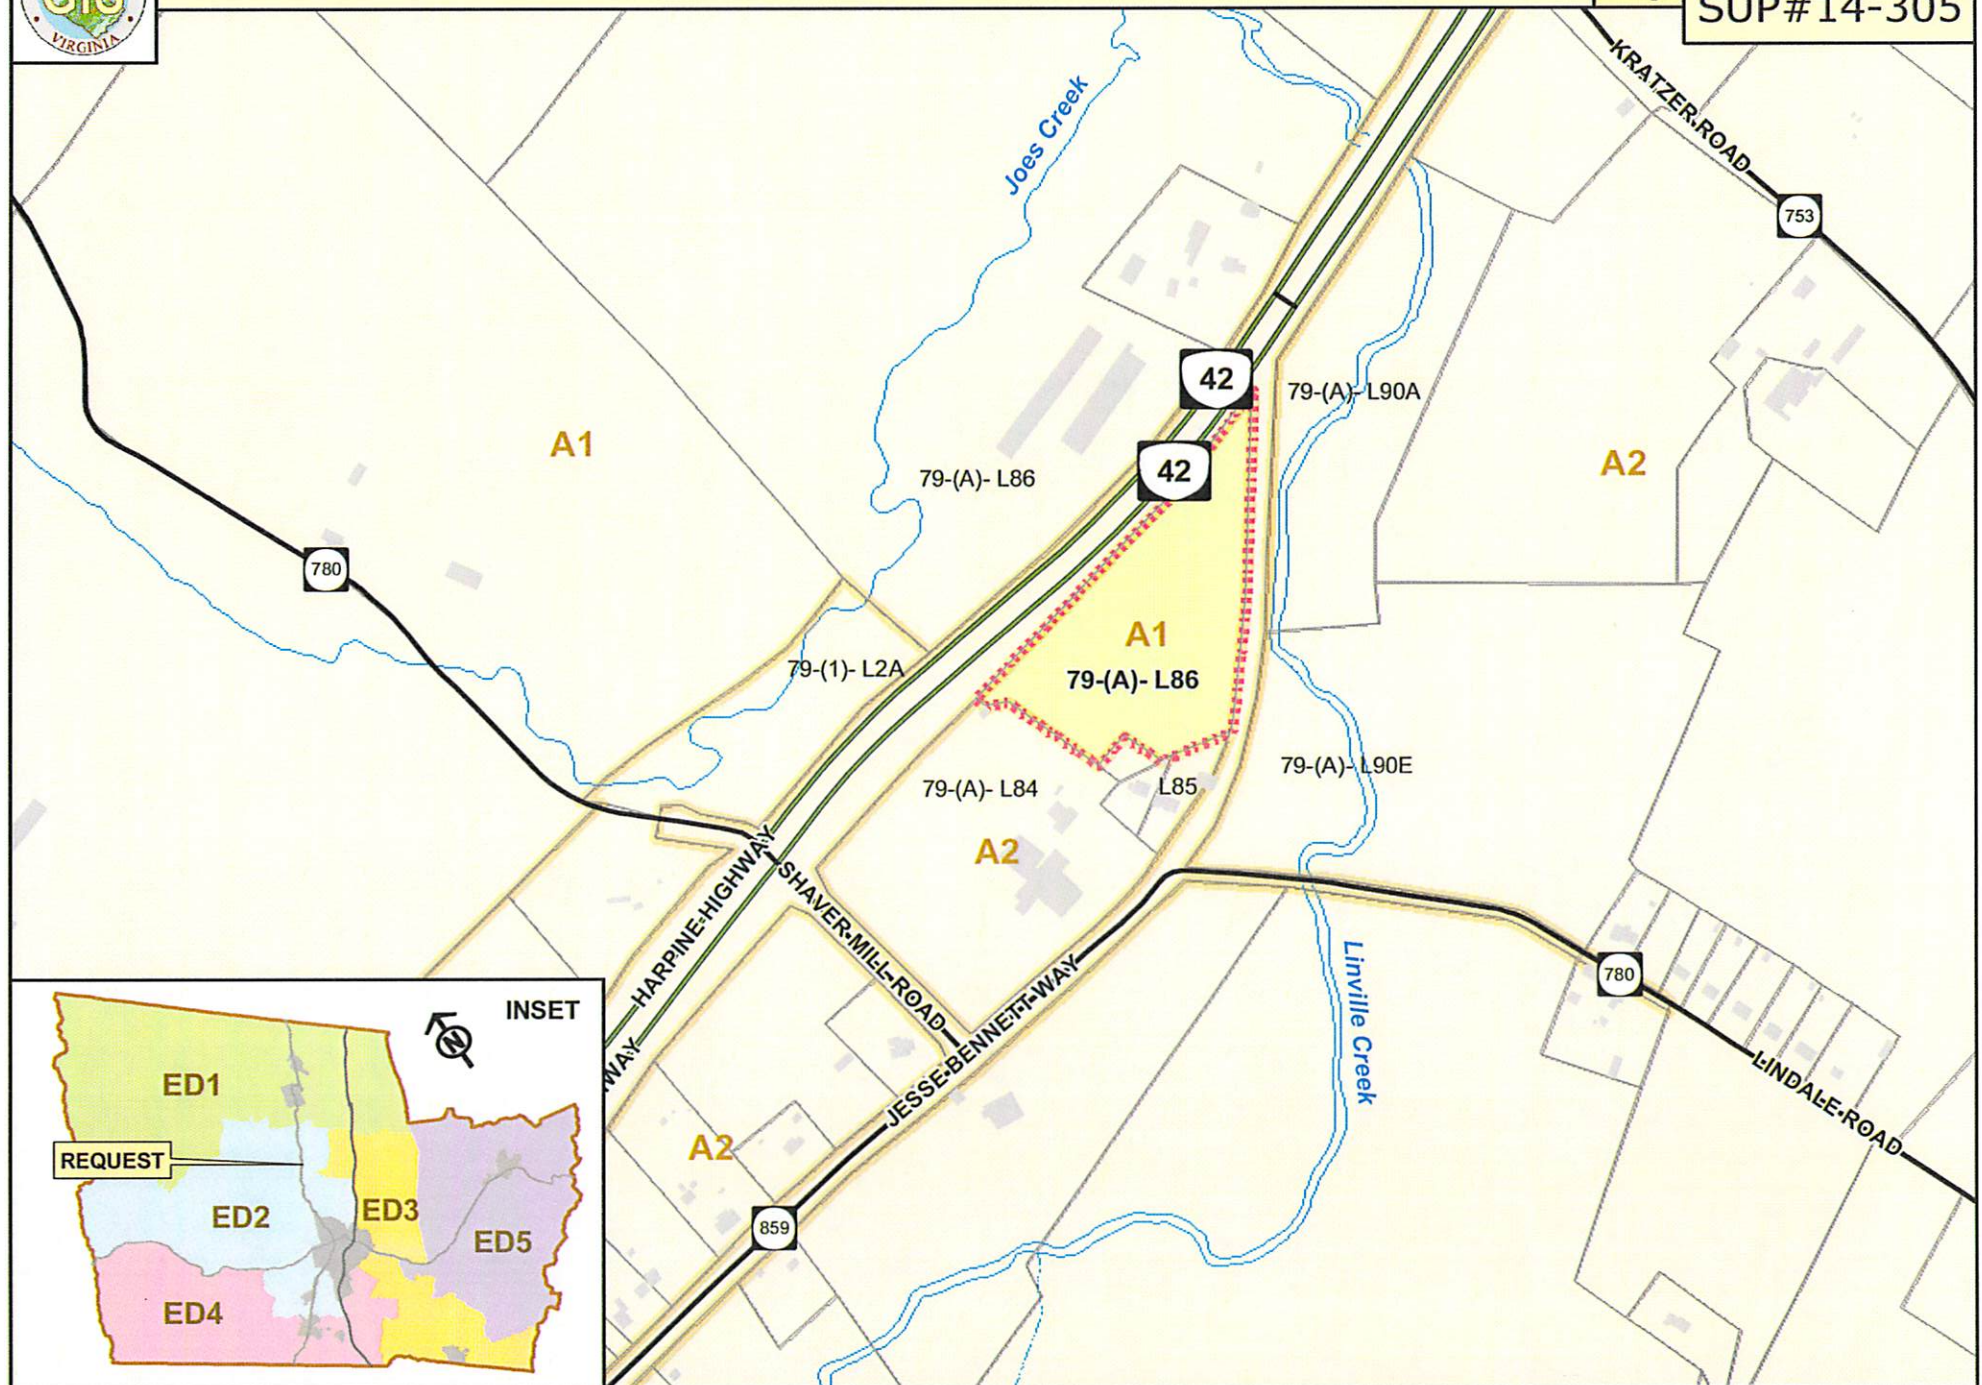 VIRGINIA
SUP#14-305
KRATZER ROAD
753
Joes Creek
42
79-(A)- L90A
A1
A2
42
79-(A)- L86
780
A1
79-(1)- L2A
79-(A)- L86
79-(A)- L90E
79-(A)- L84
L85
A2
HARPINE HIGHWAY
SHAVER MILL ROAD
Linville Creek
780
JESSE BENNETT WAY
WAY
LINDALE ROAD
A2
859
INSET
N
ED1
REQUEST
ED2
ED3
ED5
ED4